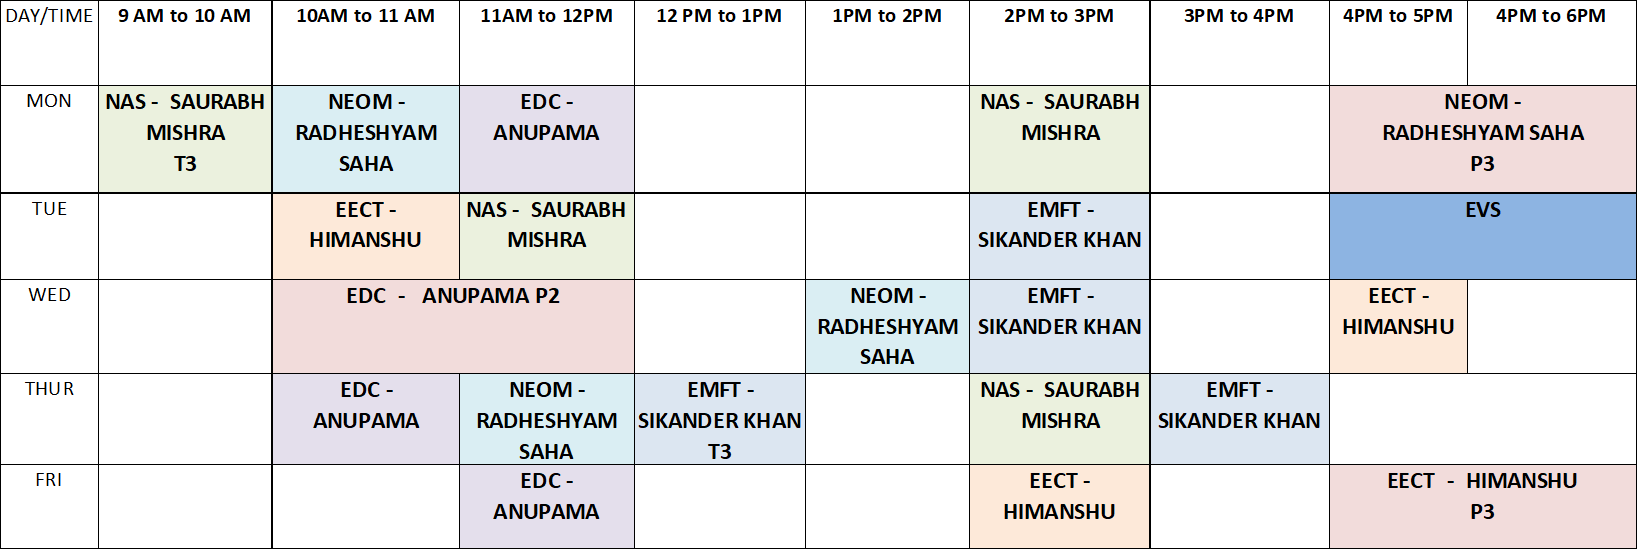 DAY/TIME 9 AM to 10 AM 10AM to 11 AM 11AM to 12PM 12 PM to 1PM 1PM to 2PM 2PM to 3PM 3PM to 4PM 4PM to 5PM 4PM to 6PM
MON
NAS - SAURABH
MISHRA
T3
NEOM -
RADHESHYAM
SAHA
EDC -
ANUPAMA
NAS - SAURABH
MISHRA
NEOM -
RADHESHYAM SAHA
P3
TUE
EECT -
HIMANSHU
NAS - SAURABH
MISHRA
EMFT -
SIKANDER KHAN
EVS
WED
EDC - ANUPAMA P2
NEOM -
RADHESHYAM
SAHA
EMFT -
SIKANDER KHAN
EECT -
HIMANSHU
THUR
EDC -
ANUPAMA
NEOM -
RADHESHYAM
SAHA
EMFT -
SIKANDER KHAN
T3
NAS - SAURABH
MISHRA
EMFT -
SIKANDER KHAN
FRI
EDC -
ANUPAMA
EECT -
HIMANSHU
EECT - HIMANSHU
P3